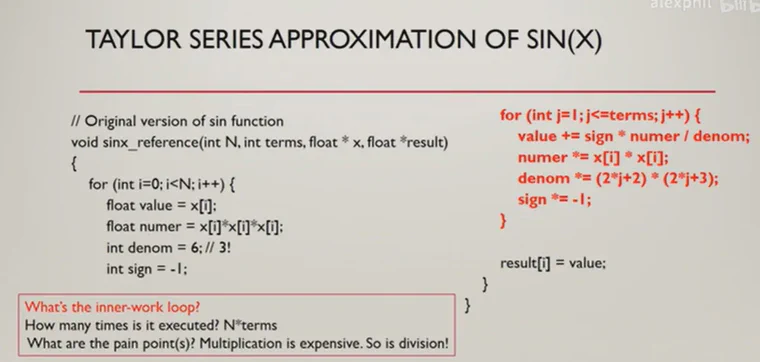 alexphil bilib
TAYLOR SERIES APPROXIMATION OF SIN(X)
// Original version of sin function
void sinx_reference(int N, int terms, float * x, float *result)
{
for (int i=0; i<N; i++) {
float value = x[i];
float numer = x[i]*x[i]*x[i];
int denom = 6; // 3!
int sign = -1;
for (int j=1; j<=terms; j++) {
value += sign * numer / denom;
numer *= x[i] * x[i];
denom *= (2*j+2) * (2*j+3);
sign *= -1;
}
result[i] = value;
}
}
What's the inner-work loop?
How many times is it executed? N*terms
What are the pain point(s)? Multiplication is expensive. So is division!